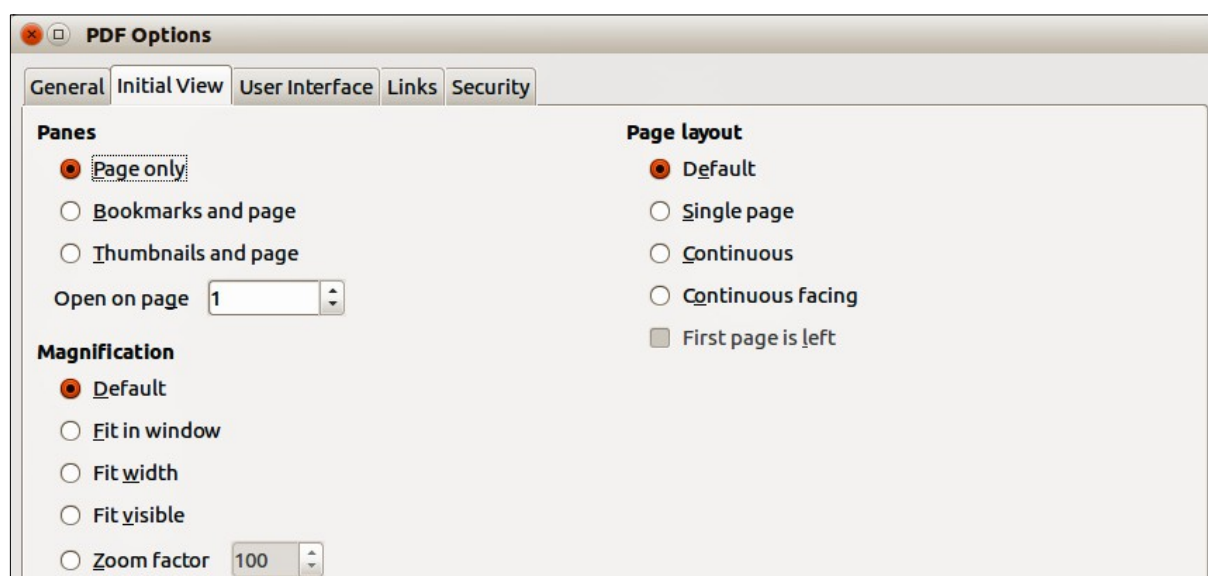 PDF Options
General Initial View User Interface Links Security
Panes
Page only
Bookmarks and page
Thumbnails and page
Open on page 1
Magnification
Default
Fit in window
Fit width
Fit visible
Zoom factor 100
Page layout
Default
Single page
Continuous
Continuous facing
First page is left